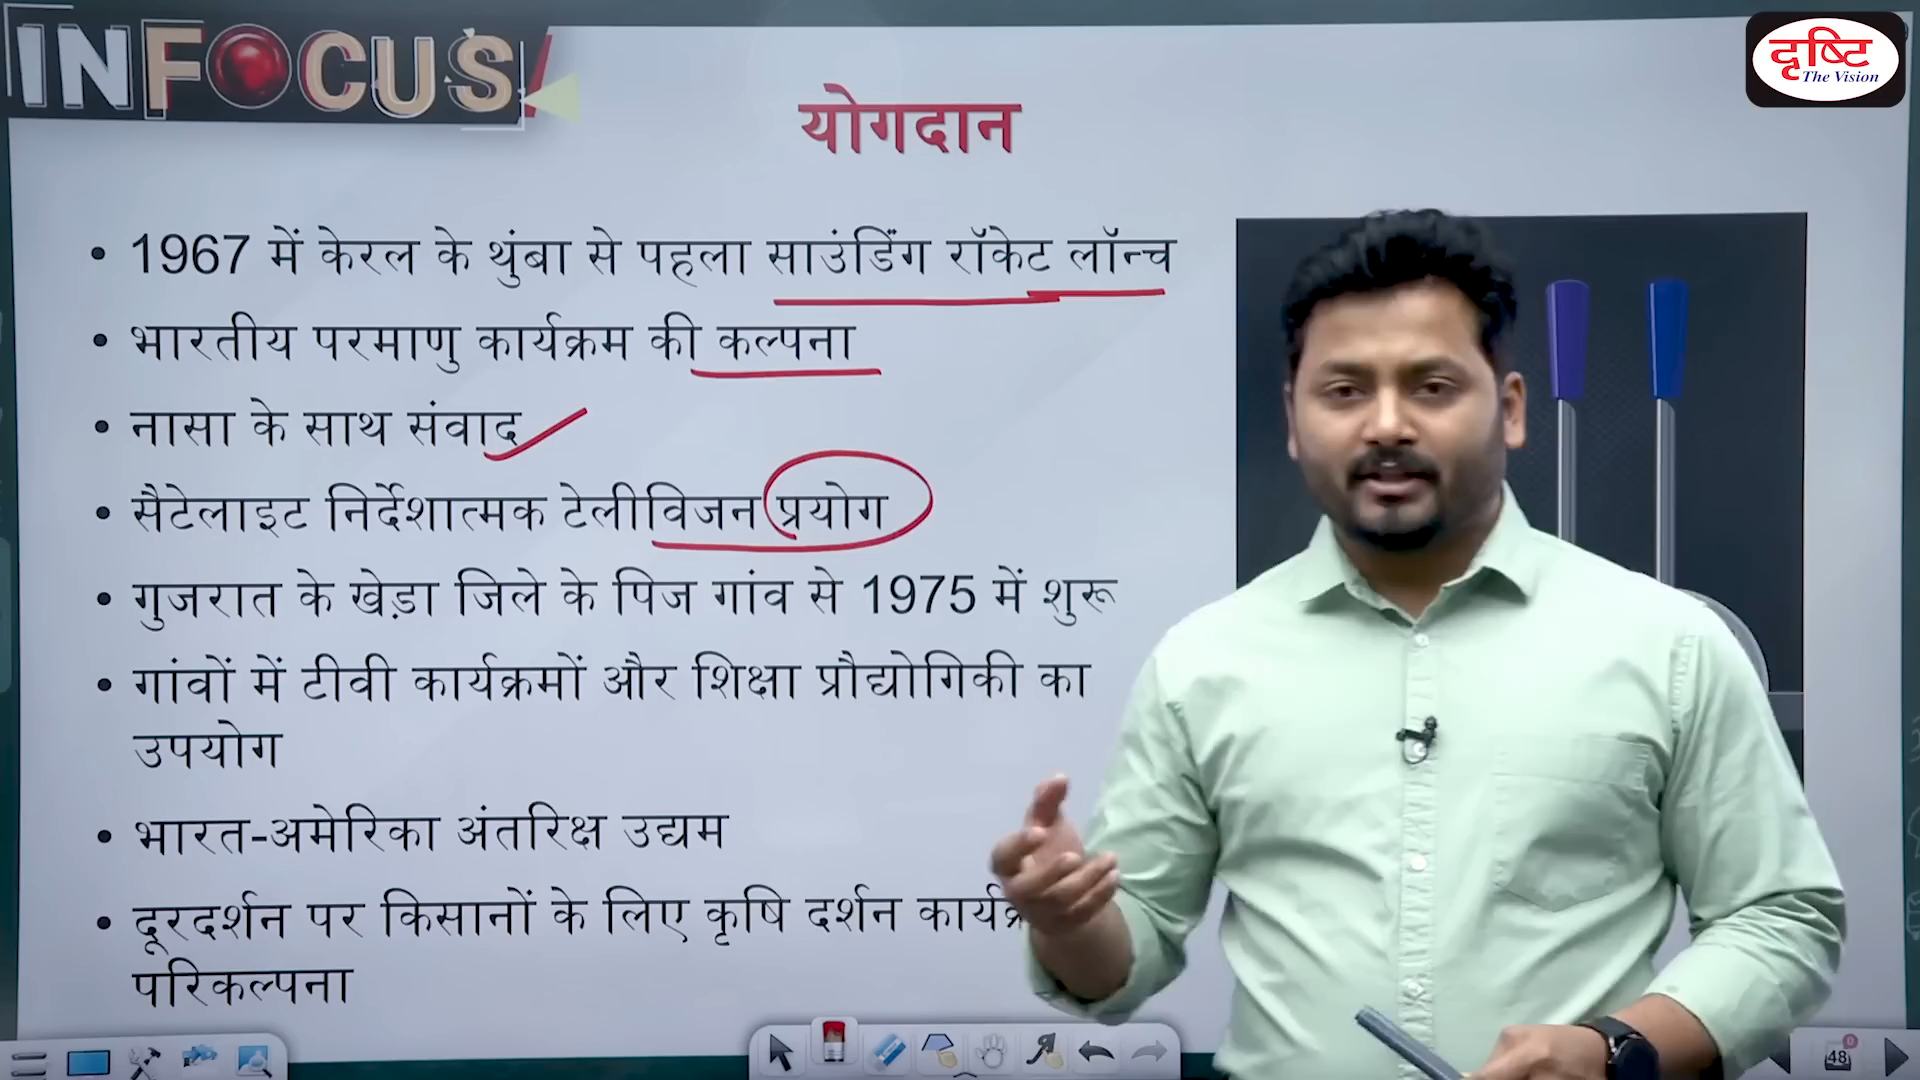 INFOCUS
दृष्टि
The Vision
योगदान
• 1967 में केरल के थुंबा से पहला साउंडिंग रॉकेट लॉन्च
• भारतीय परमाणु कार्यक्रम की कल्पना
• नासा के साथ संवाद
• सैटेलाइट निर्देशात्मक टेलीविजन प्रयोग
• गुजरात के खेड़ा जिले के पिज गांव से 1975 में शुरू
• गांवों में टीवी कार्यक्रमों और शिक्षा प्रौद्योगिकी का
उपयोग
• भारत-अमेरिका अंतरिक्ष उद्यम
• दूरदर्शन पर किसानों के लिए कृषि दर्शन
परिकल्पना
48
0